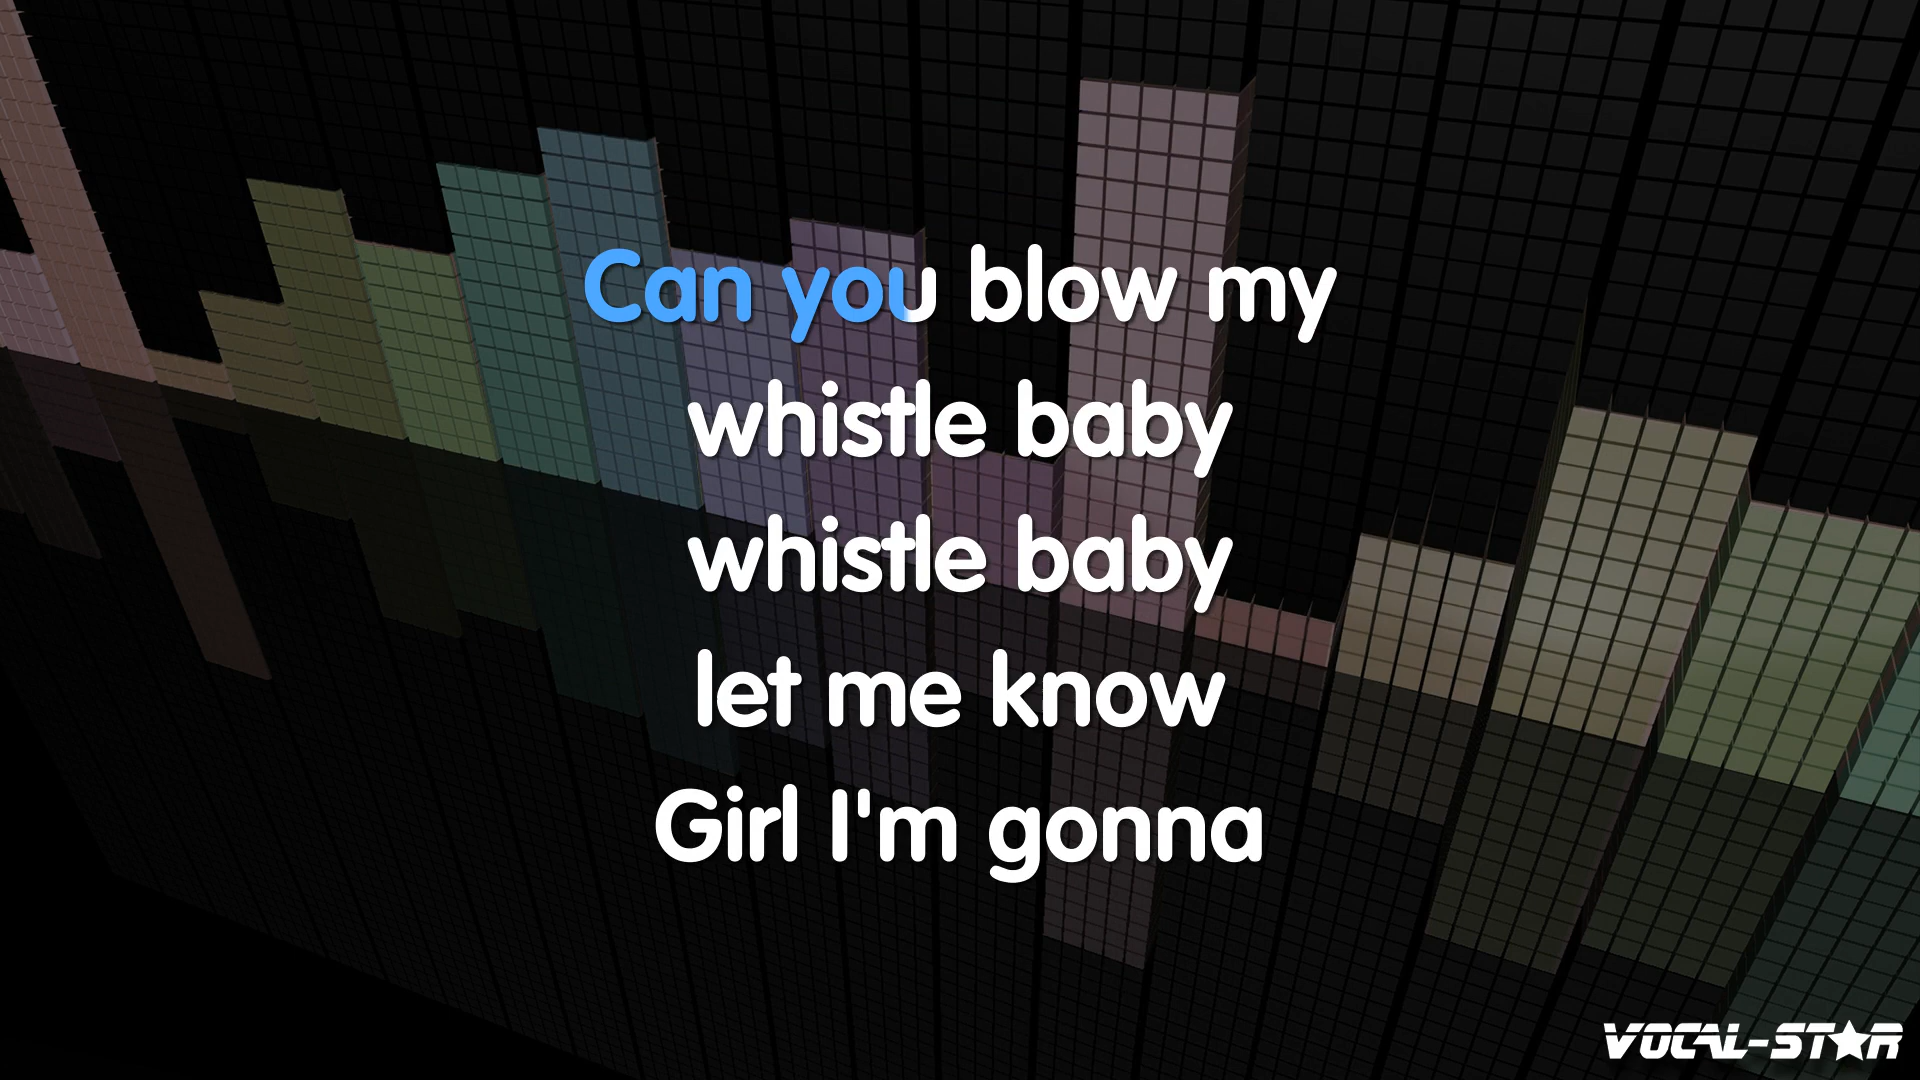 Can you blow my
whistle baby
whistle baby
let me know
Girl I'm gonna
VOCAL-STAR